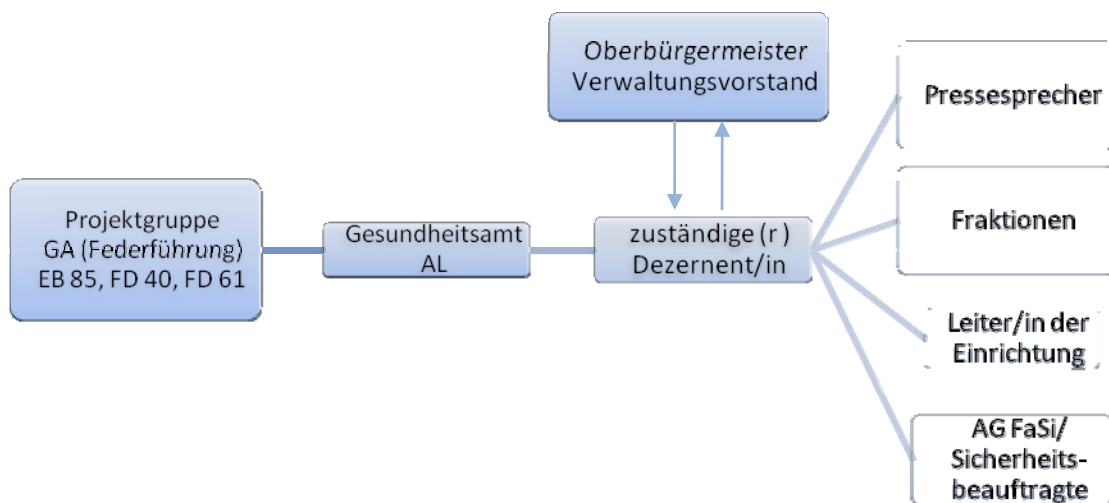 Oberbürgermeister
Verwaltungsvorstand
Projektgruppe
GA (Federführung)
EB 85, FD 40, FD 61
Gesundheitsamt
AL
zuständige (r )
Dezernent/in
Pressesprecher
Fraktionen
Leiter/in der
Einrichtung
AG FaSi/
Sicherheits-
beauftragte